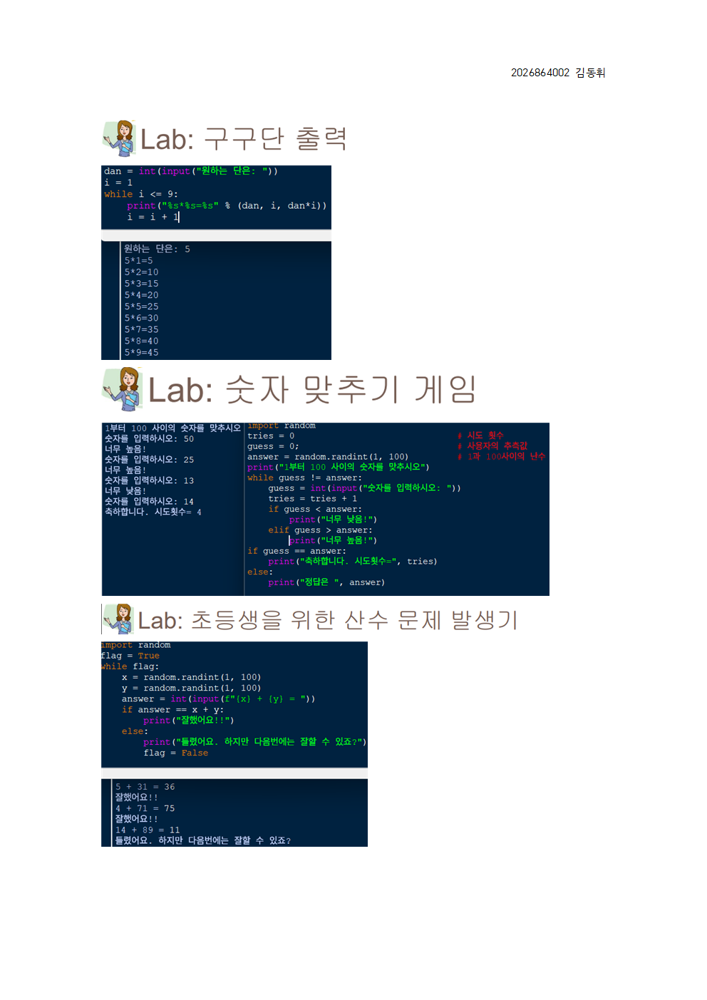 2026864002 김동휘
Lab: 구구단 출력
dan = int(input("원하는 단은: "))
i = 1
while i <= 9:
    print("%s*%s=%s" % (dan, i, dan*i))
    i = i + 1
원하는 단은: 5
5*1=5
5*2=10
5*3=15
5*4=20
5*5=25
5*6=30
5*7=35
5*8=40
5*9=45
Lab: 숫자 맞추기 게임
1부터 100 사이의 숫자를 맞추시오
숫자를 입력하시오: 50
너무 높음!
숫자를 입력하시오: 25
너무 높음!
숫자를 입력하시오: 13
너무 낮음!
숫자를 입력하시오: 14
축하합니다. 시도횟수= 4
import random
tries = 0 # 시도 횟수
guess = 0; # 사용자의 추측값
answer = random.randint(1, 100) # 1과 100사이의 난수
print("1부터 100 사이의 숫자를 맞추시오")
while guess != answer:
    guess = int(input("숫자를 입력하시오: "))
    tries = tries + 1
    if guess < answer:
        print("너무 낮음!")
    elif guess > answer:
        print("너무 높음!")
if guess == answer:
    print("축하합니다. 시도횟수=", tries)
else:
    print("정답은 ", answer)
Lab: 초등생을 위한 산수 문제 발생기
import random
flag = True
while flag:
    x = random.randint(1, 100)
    y = random.randint(1, 100)
    answer = int(input(f"{x} + {y} = "))
    if answer == x + y:
        print("잘했어요!!")
    else:
        print("틀렸어요. 하지만 다음번에는 잘할 수 있죠?")
        flag = False
5 + 31 = 36
잘했어요!!
4 + 71 = 75
잘했어요!!
14 + 89 = 11
틀렸어요. 하지만 다음번에는 잘할 수 있죠?